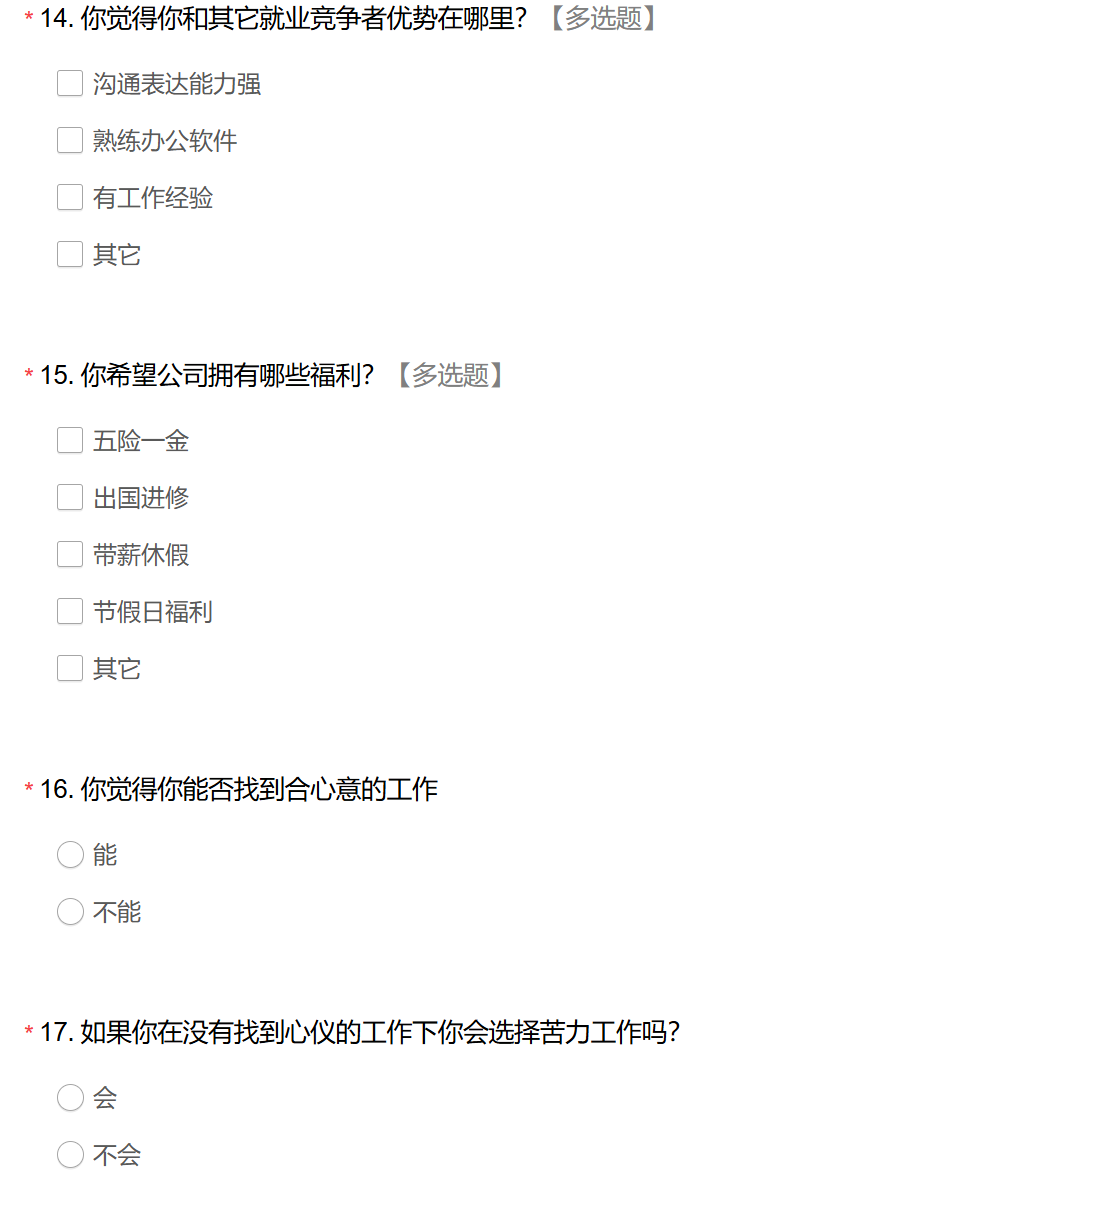 * 14. 你觉得你和其它就业竞争者优势在哪里？【多选题】
沟通表达能力强
熟练办公软件
有工作经验
其它
* 15. 你希望公司拥有哪些福利？【多选题】
五险一金
出国进修
带薪休假
节假日福利
其它
* 16. 你觉得你能否找到合心意的工作
能
不能
* 17. 如果你在没有找到心仪的工作下你会选择苦力工作吗？
会
不会